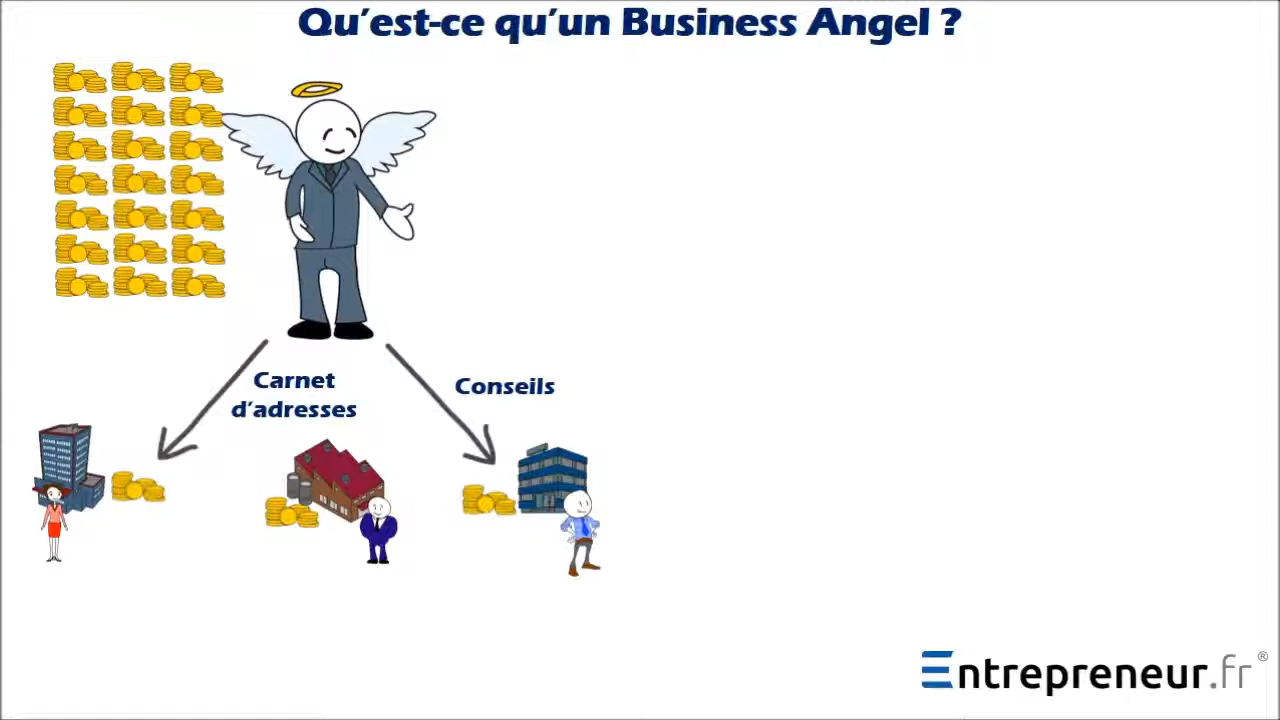 Qu'est-ce qu'un Business Angel ?
Carnet
d'adresses
Conseils
Entrepreneur.fr®